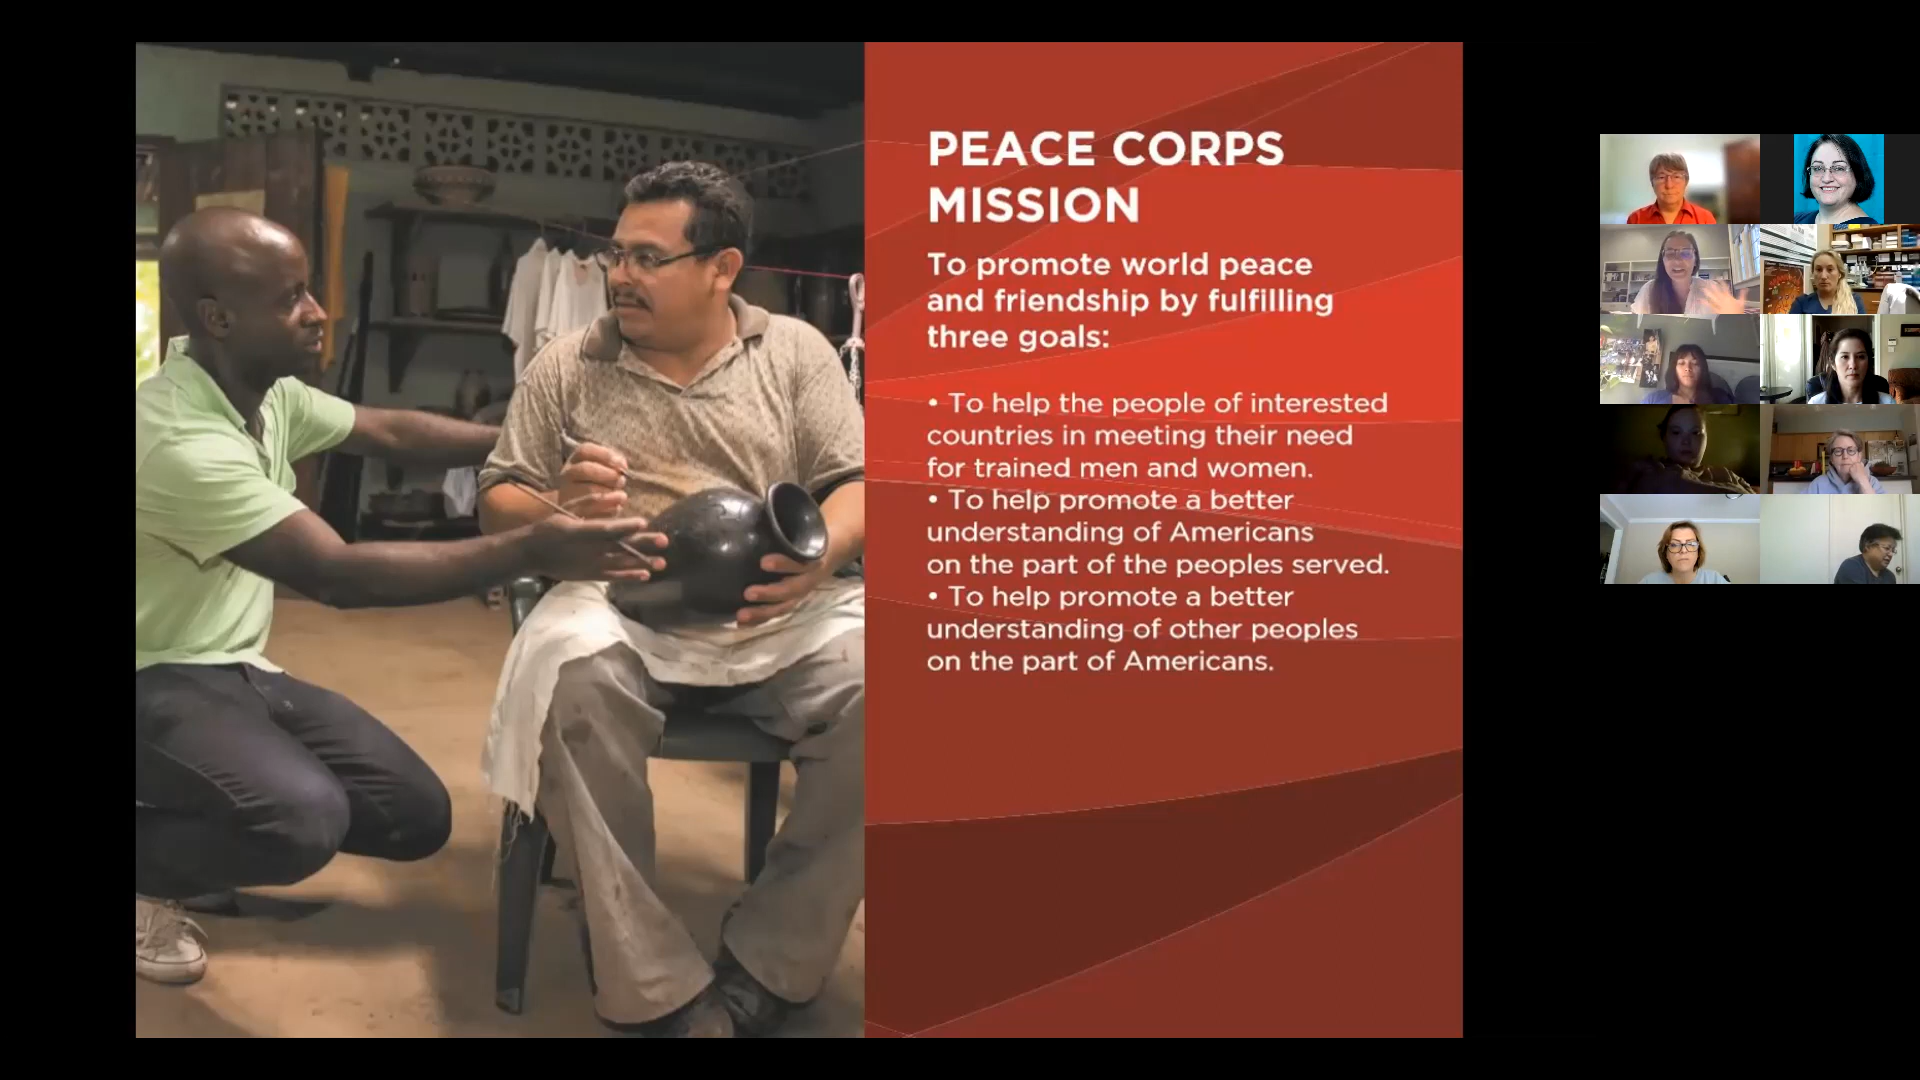 PEACE CORPS
MISSION
To promote world peace
and friendship by fulfilling
three goals:
• To help the people of interested
countries in meeting their need
for trained men and women.
• To help promote a better
understanding of Americans
on the part of the peoples served.
• To help promote a better
understanding of other peoples
on the part of Americans.